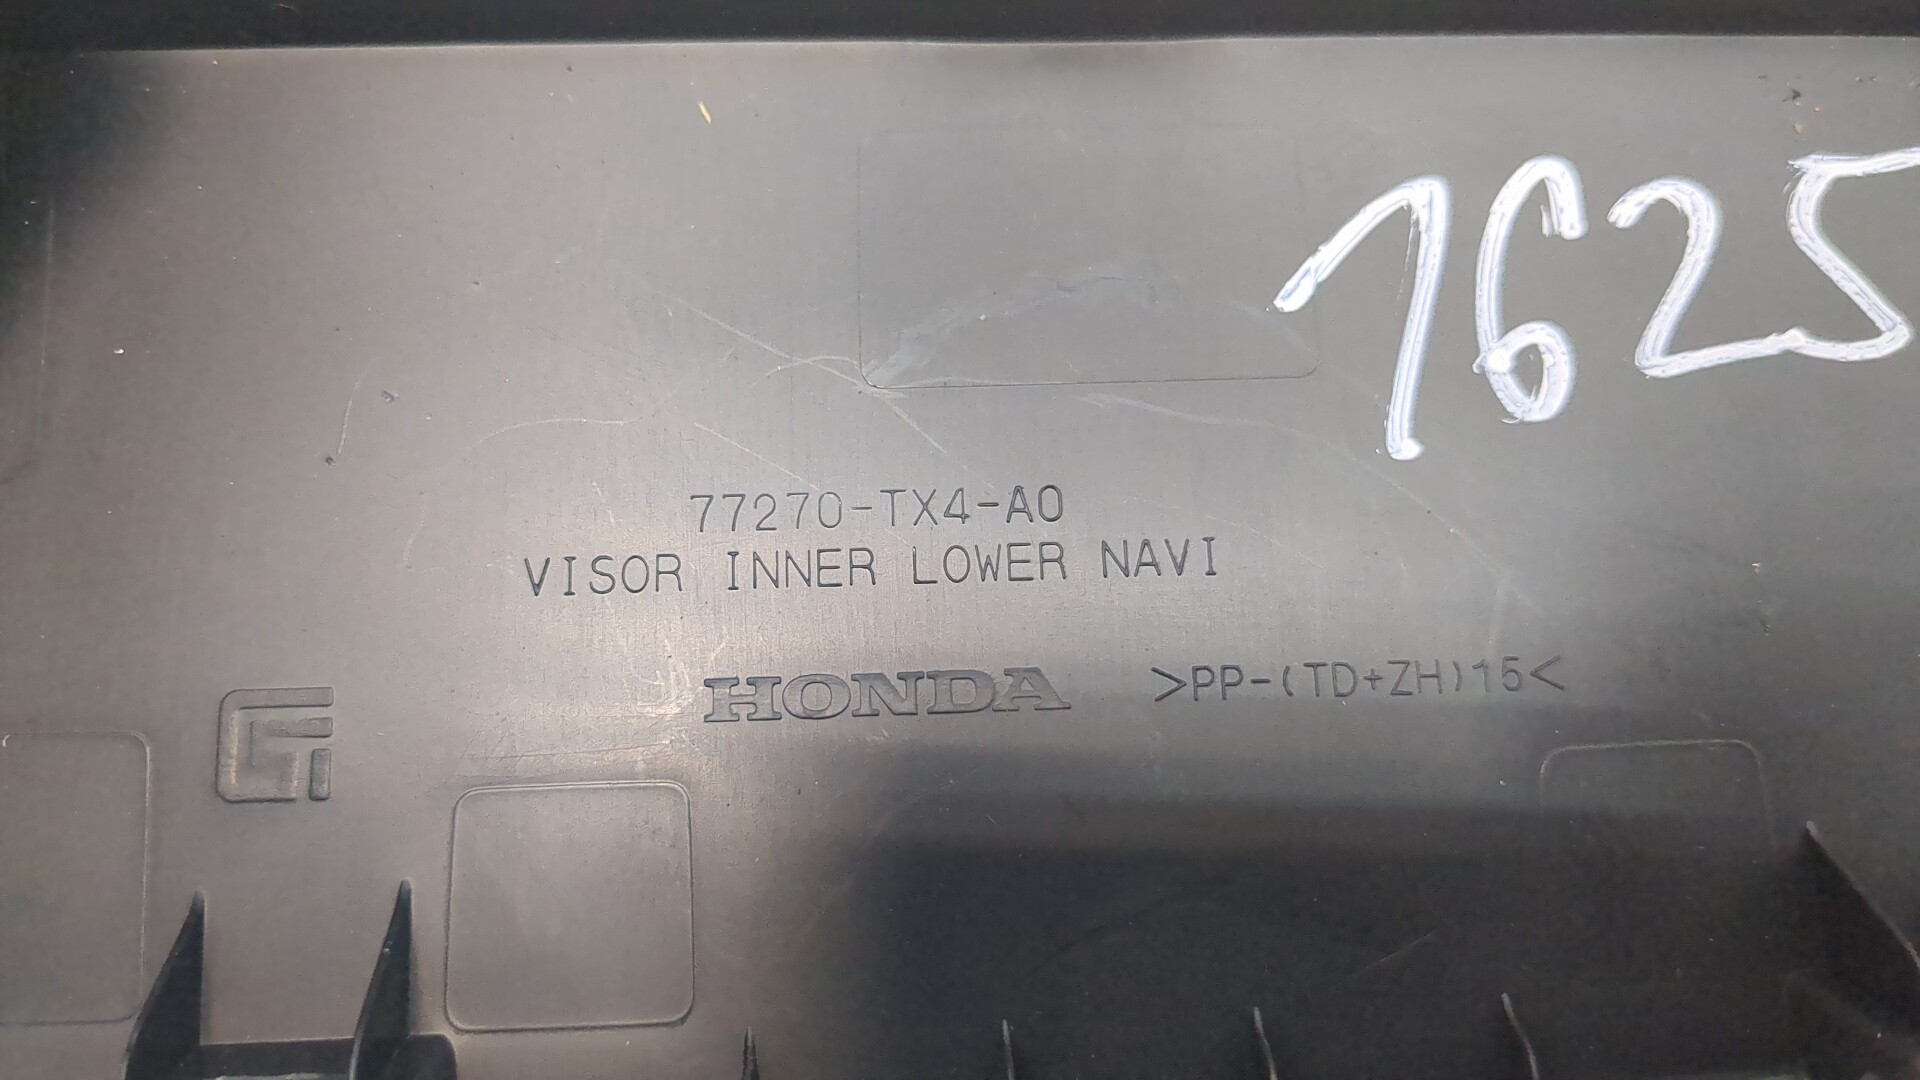 1625
77270-TX4-A0
VISOR INNER LOWER NAVI
HONDA >PP-(TD+ZH)15<